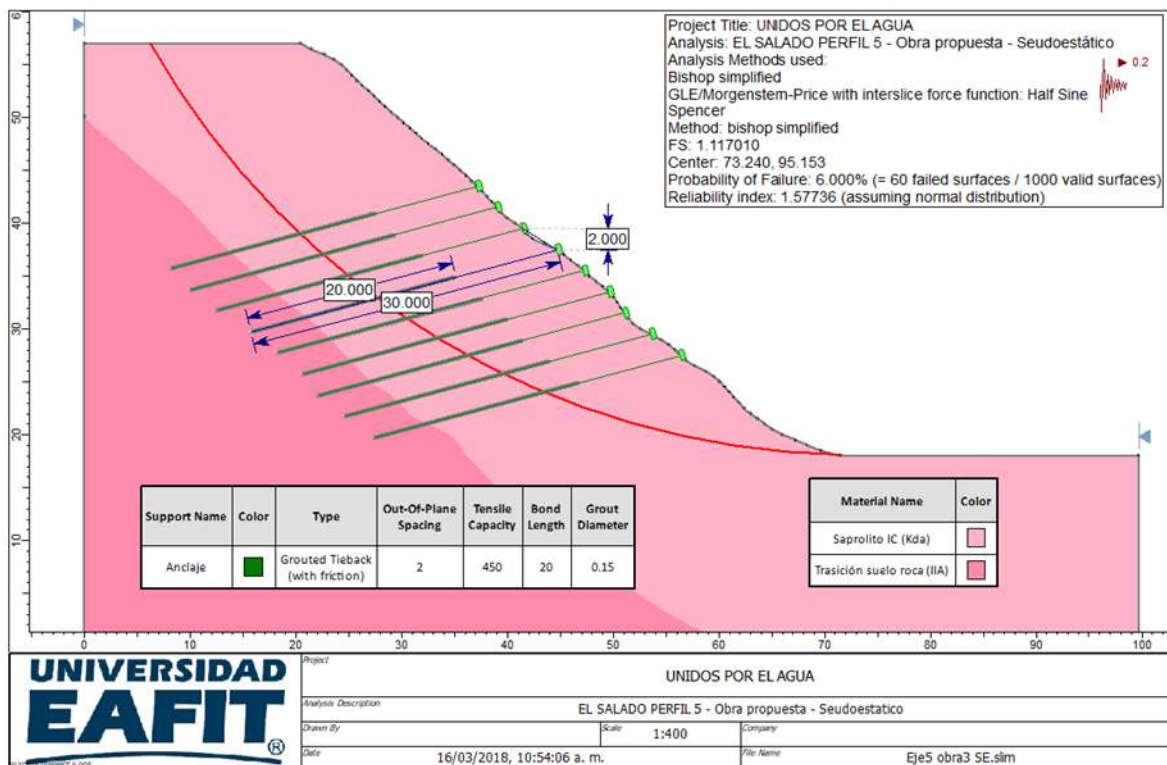 Project Title: UNIDOS POR EL AGUA
Analysis: EL SALADO PERFIL 5 - Obra propuesta - Seudoestático
Analysis Methods used:
Bishop simplified
GLE/Morgenstern-Price with interslice force function: Half Sine
Spencer
Method: bishop simplified
FS: 1.117010
Center: 73.240, 95.153
Probability of Failure: 6.000% (= 60 failed surfaces / 1000 valid surfaces)
Reliability index: 1.57736 (assuming normal distribution)
0.2
6
50
40
30
20
10
2.000
20.000
30.000
Support Name Color Type Out-Of-Plane Spacing Tensile Capacity Bond Length Grout Diameter
Anclaje Grouted Tieback (with friction) 2 450 20 0.15
Material Name Color
Saprolito IC (Kda)
Trasición suelo roca (IIA)
0 10 20 30 40 50 60 70 80 90 100
UNIVERSIDAD
EAFIT®
Project
UNIDOS POR EL AGUA
Analysis Description
EL SALADO PERFIL 5 - Obra propuesta - Seudoestatico
Drawn By
Scale 1:400
Company
Date 16/03/2018, 10:54:06 a. m.
File Name Eje5 obra3 SE.slim